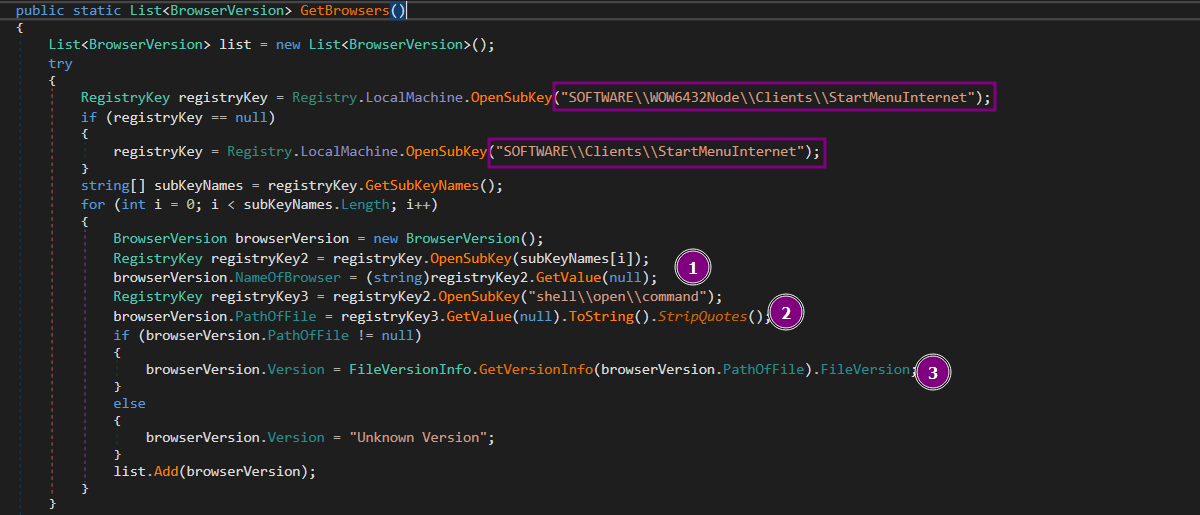 public static List<BrowserVersion> GetBrowsers()
{
List<BrowserVersion> list = new List<BrowserVersion>();
try
{
RegistryKey registryKey = Registry.LocalMachine.OpenSubKey("SOFTWARE\\WOW6432Node\\Clients\\StartMenuInternet");
if (registryKey == null)
{
registryKey = Registry.LocalMachine.OpenSubKey("SOFTWARE\\Clients\\StartMenuInternet");
}
string[] subKeyNames = registryKey.GetSubKeyNames();
for (int i = 0; i < subKeyNames.Length; i++)
{
BrowserVersion browserVersion = new BrowserVersion();
RegistryKey registryKey2 = registryKey.OpenSubKey(subKeyNames[i]);
browserVersion.NameOfBrowser = (string)registryKey2.GetValue(null); 1
RegistryKey registryKey3 = registryKey2.OpenSubKey("shell\\open\\command");
browserVersion.PathOfFile = registryKey3.GetValue(null).ToString().StripQuotes(); 2
if (browserVersion.PathOfFile != null)
{
browserVersion.Version = FileVersionInfo.GetVersionInfo(browserVersion.PathOfFile).FileVersion; 3
}
else
{
browserVersion.Version = "Unknown Version";
}
list.Add(browserVersion);
}
}